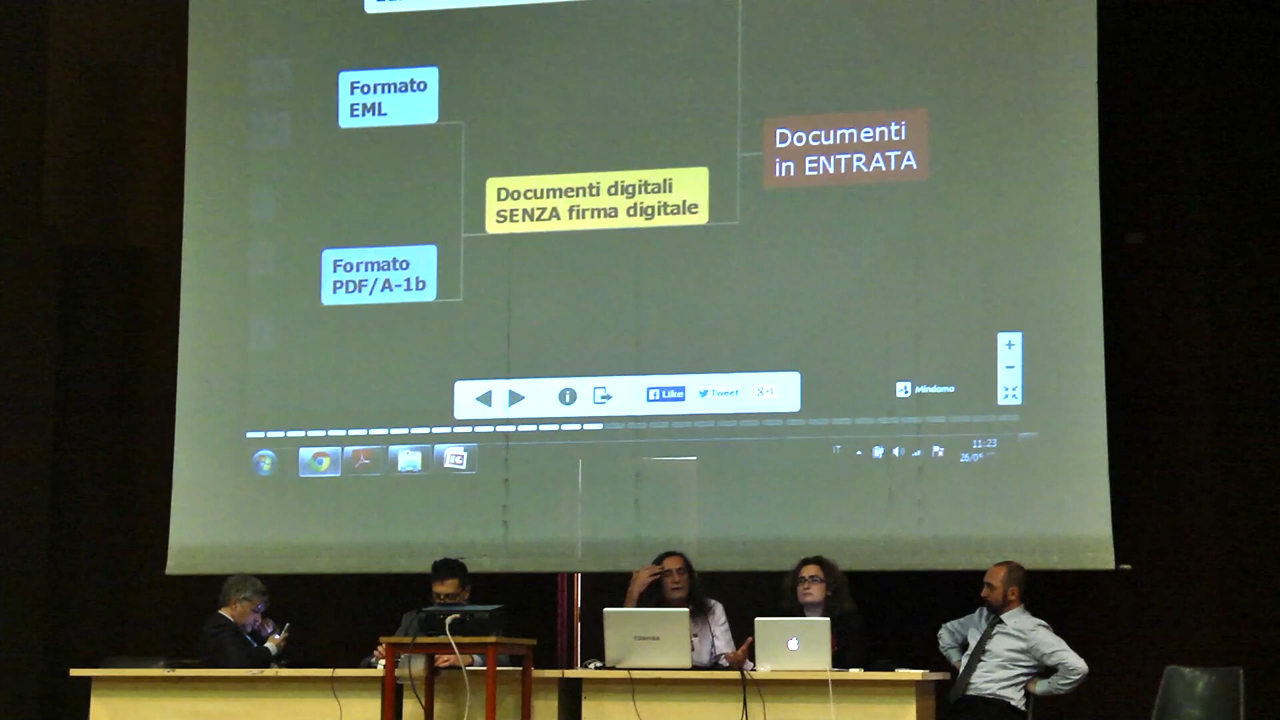 Formato
EML
Documenti
in ENTRATA
Documenti digitali
SENZA firma digitale
Formato
PDF/A-1b
Like
Tweet
Mindomo
IT
11:23
TOSHIBA